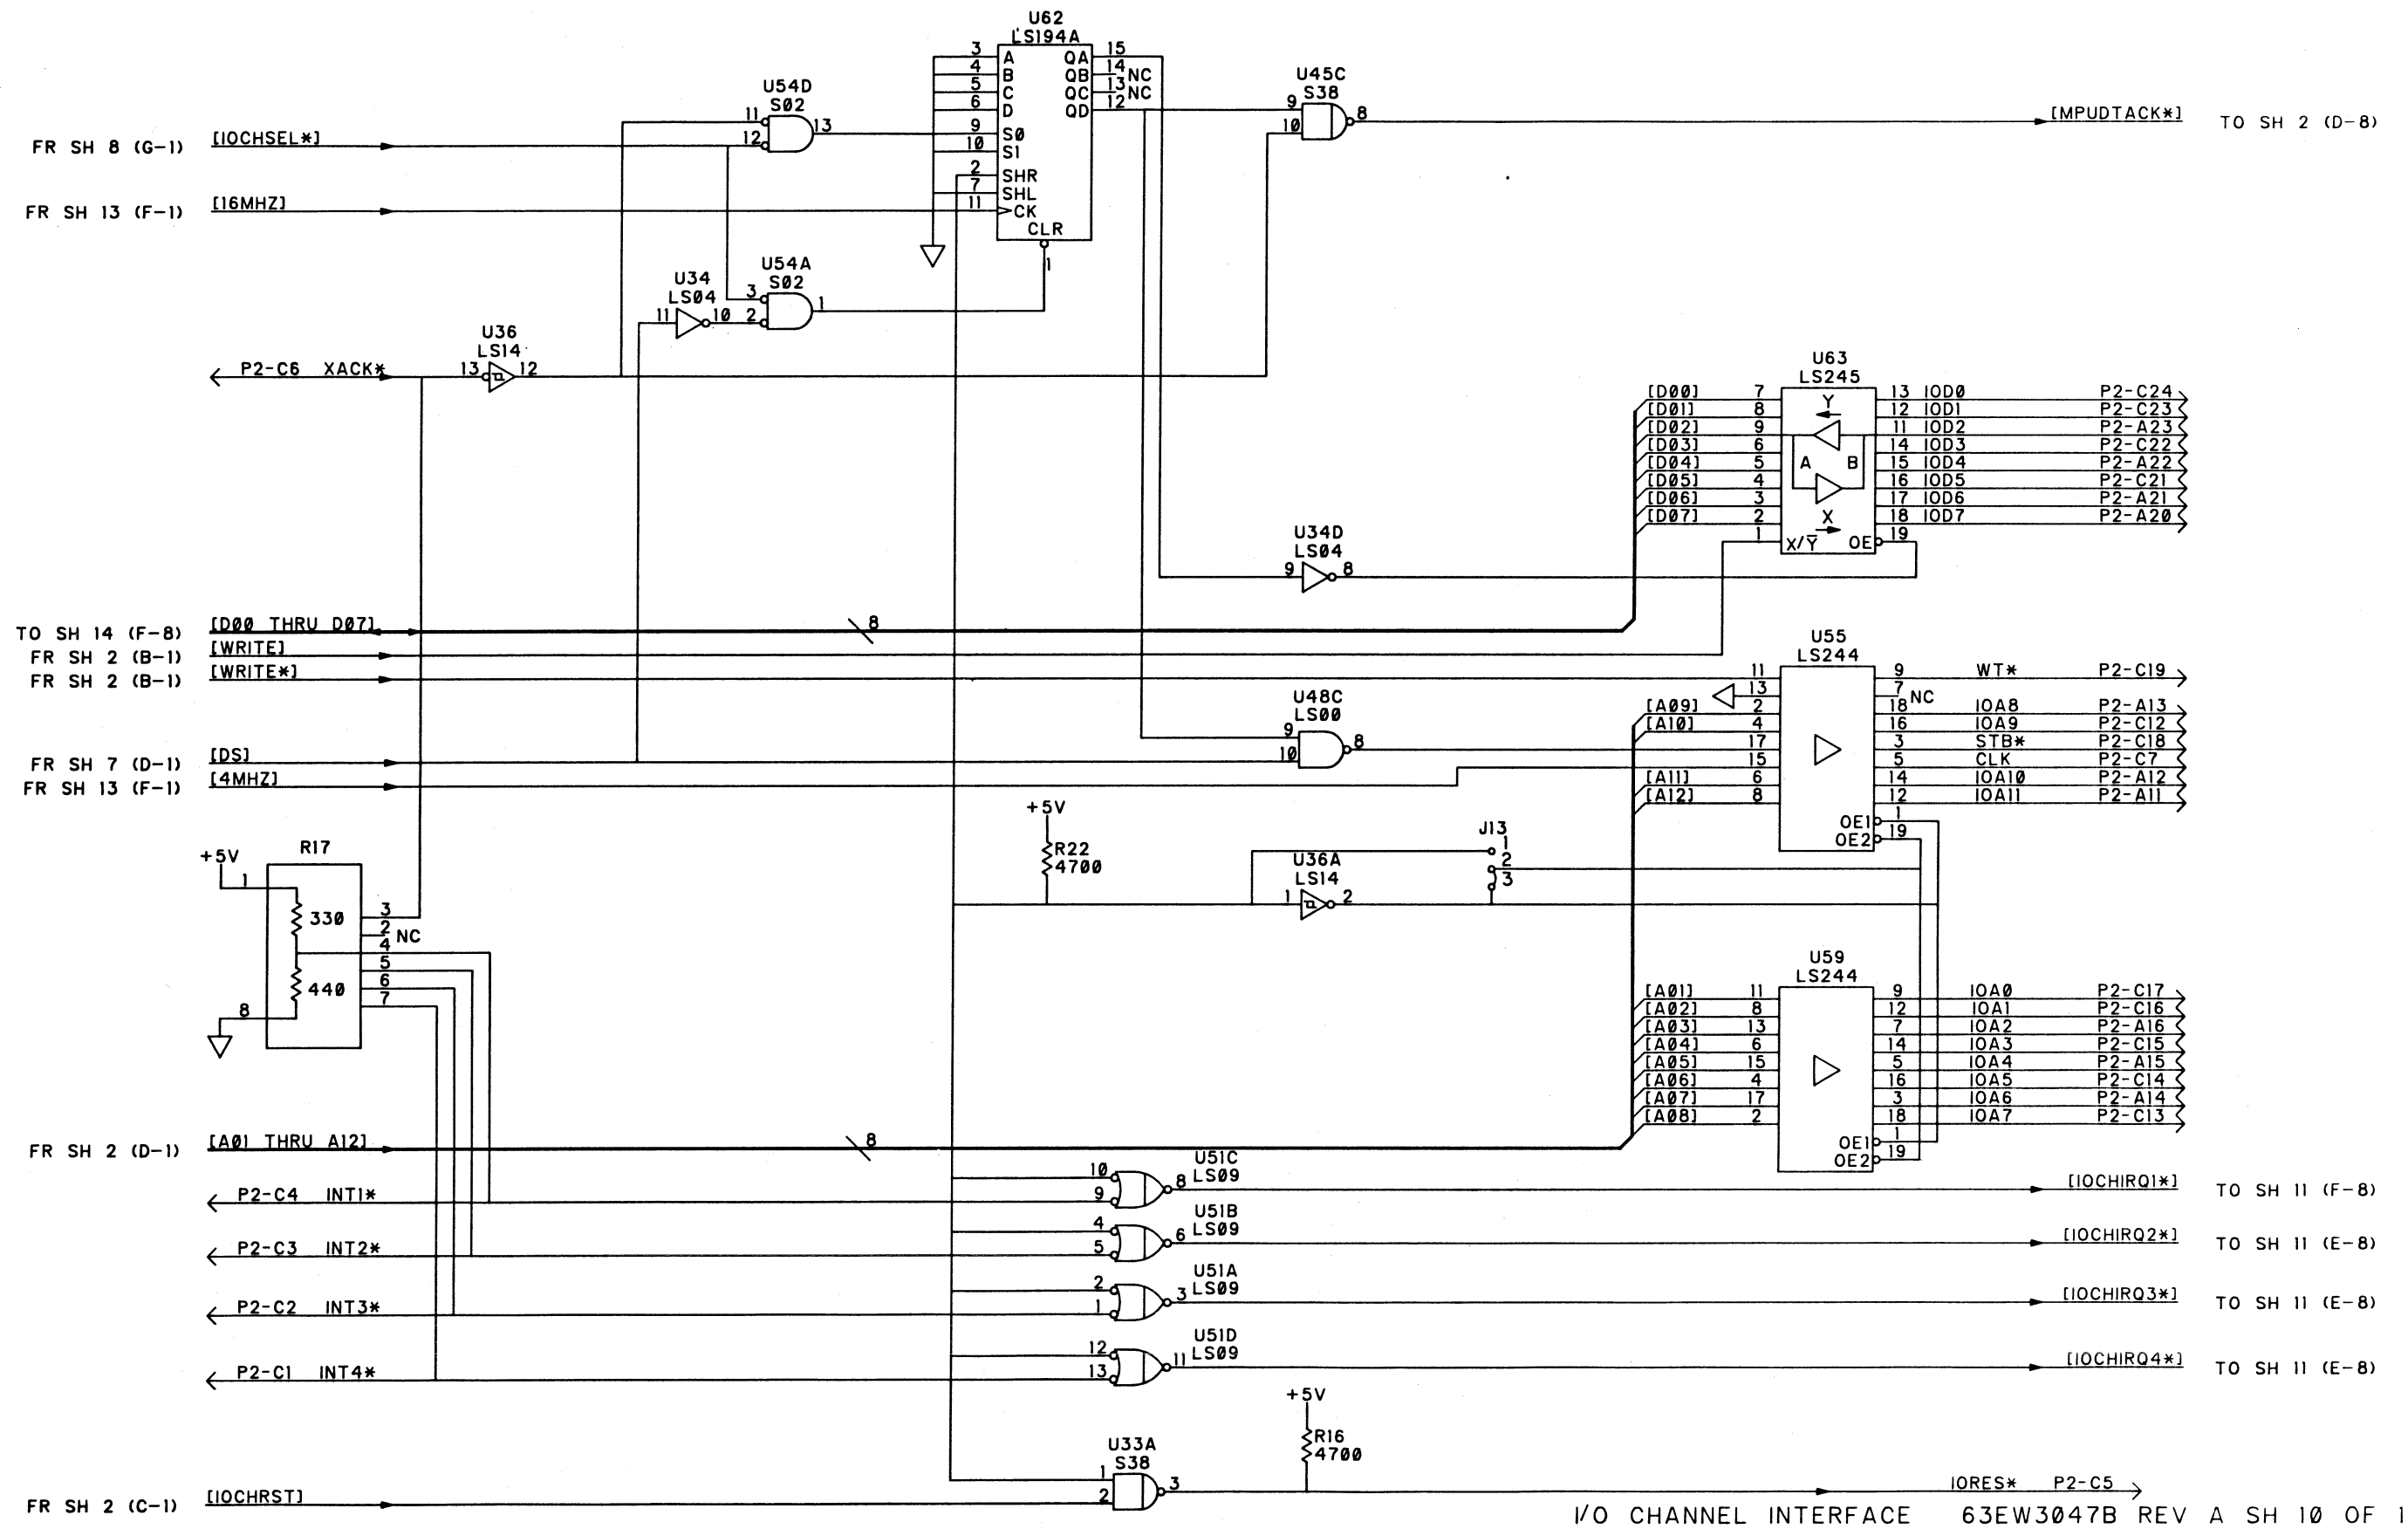 U62
LS194A
3 A QA 15
4 B QB 14 NC
5 C QC 13 NC
6 D QD 12
9 S0
10 S1
2 SHR
7 SHL
11 CK
CLR
1
U54D
S02
11
12
13
U45C
S38
9
10
8
[MPUDTACK*] TO SH 2 (D-8)
FR SH 8 (G-1) [IOCHSEL*]
FR SH 13 (F-1) [16MHZ]
U54A
S02
3
2
1
U34
LS04
11 10
U36
LS14
P2-C6 XACK* 13 12
U63
LS245
[D00] 7 Y 13 IOD0 P2-C24
[D01] 8 12 IOD1 P2-C23
[D02] 9 11 IOD2 P2-A23
[D03] 6 14 IOD3 P2-C22
[D04] 5 A B 15 IOD4 P2-A22
[D05] 4 16 IOD5 P2-C21
[D06] 3 17 IOD6 P2-A21
[D07] 2 X 18 IOD7 P2-A20
1 X/Y̅ OE 19
U34D
LS04
9 8
TO SH 14 (F-8) [D00 THRU D07] 8
FR SH 2 (B-1) [WRITE]
FR SH 2 (B-1) [WRITE*]
U55
LS244
11 9 WT* P2-C19
13 7 NC
[A09] 2 18 IOA8 P2-A13
[A10] 4 16 IOA9 P2-C12
17 3 STB* P2-C18
15 5 CLK P2-C7
[A11] 6 14 IOA10 P2-A12
[A12] 8 12 IOA11 P2-A11
OE1 1
OE2 19
U48C
LS00
9
10
8
FR SH 7 (D-1) [DS]
FR SH 13 (F-1) [4MHZ]
+5V
R22
4700
U36A
LS14
1 2
J13
1
2
3
+5V
R17
1
330
440
8
3
2 NC
4
5
6
7
U59
LS244
[A01] 11 9 IOA0 P2-C17
[A02] 8 12 IOA1 P2-C16
[A03] 13 7 IOA2 P2-A16
[A04] 6 14 IOA3 P2-C15
[A05] 15 5 IOA4 P2-A15
[A06] 4 16 IOA5 P2-C14
[A07] 17 3 IOA6 P2-A14
[A08] 2 18 IOA7 P2-C13
OE1 1
OE2 19
FR SH 2 (D-1) [A01 THRU A12] 8
U51C
LS09
10
9
8
P2-C4 INT1*
[IOCHIRQ1*] TO SH 11 (F-8)
U51B
LS09
4
5
6
P2-C3 INT2*
[IOCHIRQ2*] TO SH 11 (E-8)
U51A
LS09
2
1
3
P2-C2 INT3*
[IOCHIRQ3*] TO SH 11 (E-8)
U51D
LS09
12
13
11
P2-C1 INT4*
[IOCHIRQ4*] TO SH 11 (E-8)
+5V
R16
4700
U33A
S38
1
2
3
FR SH 2 (C-1) [IOCHRST]
IORES* P2-C5
I/O CHANNEL INTERFACE 63EW3047B REV A SH 10 OF 1